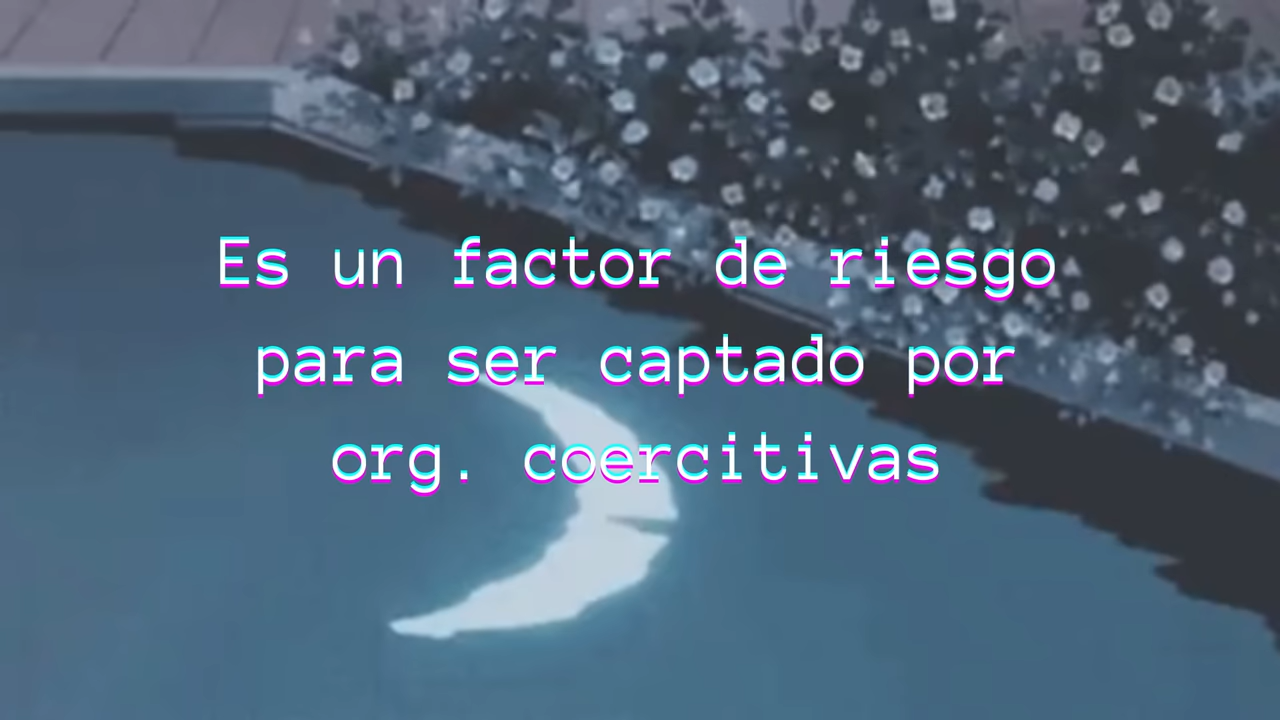 Es un factor de riesgo
para ser captado por
org. coercitivas